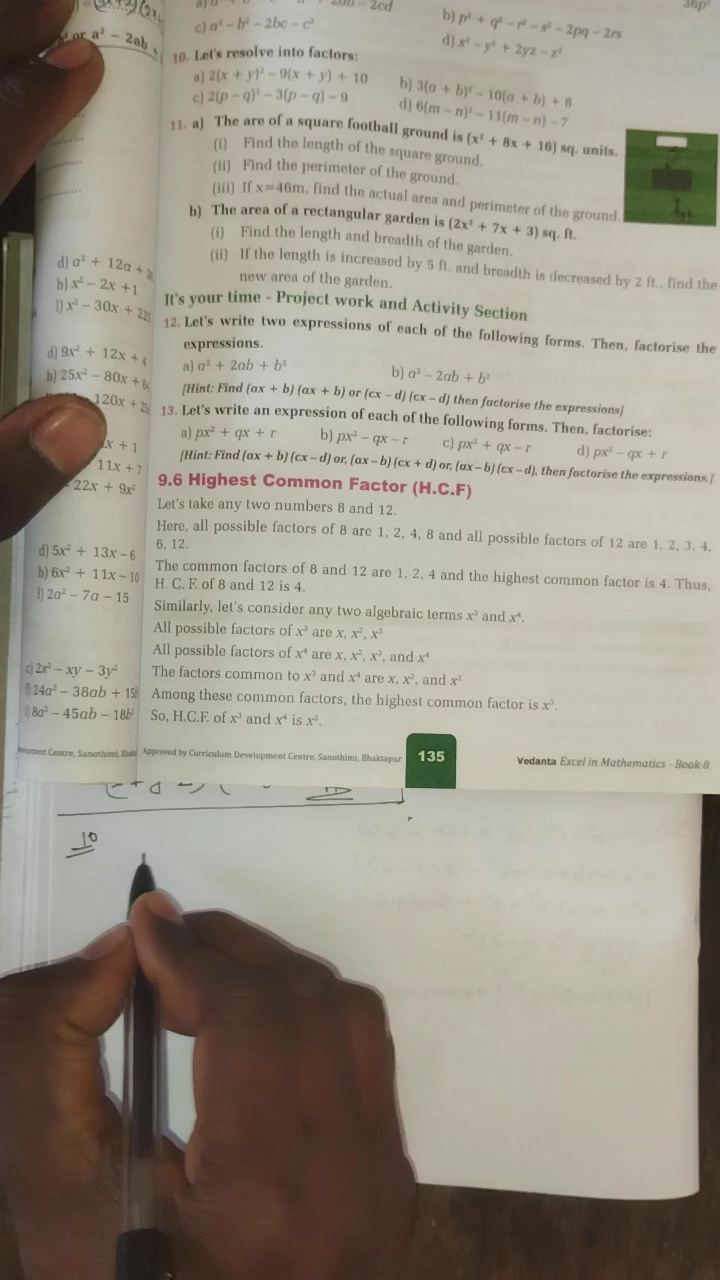 or a² – 2ab
– 2cd
36p²
c) a² – b² – 2bc – c²
b) p² + q² – r² – s² – 2pq – 2rs
d) x² – y² + 2yz – z²
10. Let's resolve into factors:
a) 2(x + y)² – 9(x + y) + 10
b) 3(a + b)² – 10(a + b) + 8
c) 2(p – q)² – 3(p – q) – 9
d) 6(m – n)² – 11(m – n) – 7
11. a) The are of a square football ground is (x² + 8x + 16) sq. units.
(i) Find the length of the square ground.
(ii) Find the perimeter of the ground.
(iii) If x=46m, find the actual area and perimeter of the ground.
b) The area of a rectangular garden is (2x² + 7x + 3) sq. ft.
(i) Find the length and breadth of the garden.
(ii) If the length is increased by 5 ft. and breadth is decreased by 2 ft., find the
new area of the garden.
It's your time - Project work and Activity Section
12. Let's write two expressions of each of the following forms. Then, factorise the
expressions.
a) a² + 2ab + b²
b) a² – 2ab + b²
[Hint: Find (ax + b) (ax + b) or (cx – d) (cx – d) then factorise the expressions]
13. Let's write an expression of each of the following forms. Then, factorise:
a) px² + qx + r
b) px² – qx – r
c) px² + qx – r
d) px² – qx + r
[Hint: Find (ax + b) (cx – d) or, (ax – b) (cx + d) or, (ax – b) (cx – d), then factorise the expressions.]
9.6 Highest Common Factor (H.C.F)
Let's take any two numbers 8 and 12.
Here, all possible factors of 8 are 1, 2, 4, 8 and all possible factors of 12 are 1, 2, 3, 4,
6, 12.
The common factors of 8 and 12 are 1, 2, 4 and the highest common factor is 4. Thus,
H. C. F. of 8 and 12 is 4.
Similarly, let's consider any two algebraic terms x³ and x⁴.
All possible factors of x³ are x, x², x³
All possible factors of x⁴ are x, x², x³, and x⁴
The factors common to x³ and x⁴ are x, x², and x³
Among these common factors, the highest common factor is x³.
So, H.C.F. of x³ and x⁴ is x³.
Approved by Curriculum Development Centre, Sanothimi, Bhaktapur
135
Vedanta Excel in Mathematics - Book 8
d) a² + 12a +
h) x² – 2x +1
l) x² – 30x + 225
d) 9x² + 12x + 4
h) 25x² – 80x +
120x +
x + 1
11x + 7
22x + 9x²
d) 5x² + 13x – 6
h) 6x² + 11x – 10
l) 2a² – 7a – 15
c) 2x² – xy – 3y²
f) 24a² – 38ab +
i) 8a² – 45ab – 18b²
Centre, Sanothimi,
10